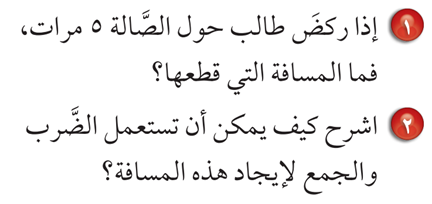 ١ إذا ركضَ طالب حول الصَّالة ٥ مرات،
فما المسافة التي قطعها؟
٢ اشرح كيف يمكن أن تستعمل الضَّرب
والجمع لإيجاد هذه المسافة؟